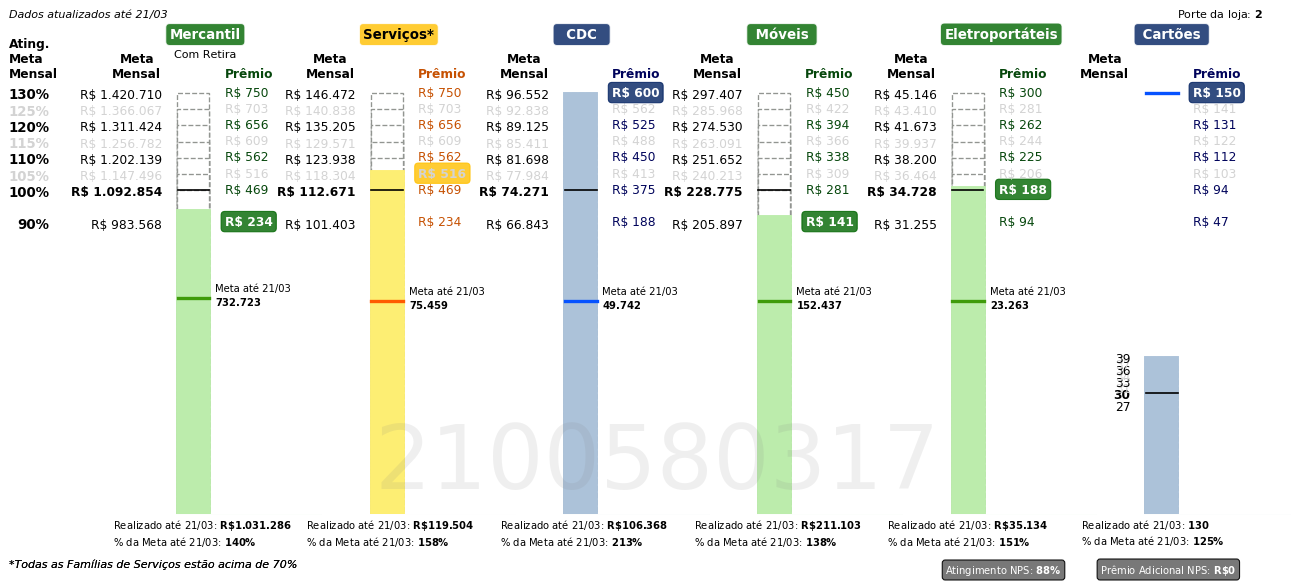 Dados atualizados até 21/03
Porte da loja: 2
Mercantil Serviços* CDC Móveis Eletroportáteis Cartões
Com Retira
Ating. Meta Mensal
Meta Mensal Prêmio Meta Mensal Prêmio Meta Mensal Prêmio Meta Mensal Prêmio Meta Mensal Prêmio Meta Mensal Prêmio
130% R$ 1.420.710 R$ 750 R$ 146.472 R$ 750 R$ 96.552 R$ 600 R$ 297.407 R$ 450 R$ 45.146 R$ 300 R$ 150
125% R$ 1.366.067 R$ 703 R$ 140.838 R$ 703 R$ 92.838 R$ 562 R$ 285.968 R$ 422 R$ 43.410 R$ 281 R$ 141
120% R$ 1.311.424 R$ 656 R$ 135.205 R$ 656 R$ 89.125 R$ 525 R$ 274.530 R$ 394 R$ 41.673 R$ 262 R$ 131
115% R$ 1.256.782 R$ 609 R$ 129.571 R$ 609 R$ 85.411 R$ 488 R$ 263.091 R$ 366 R$ 39.937 R$ 244 R$ 122
110% R$ 1.202.139 R$ 562 R$ 123.938 R$ 562 R$ 81.698 R$ 450 R$ 251.652 R$ 338 R$ 38.200 R$ 225 R$ 112
105% R$ 1.147.496 R$ 516 R$ 118.304 R$ 516 R$ 77.984 R$ 413 R$ 240.213 R$ 309 R$ 36.464 R$ 206 R$ 103
100% R$ 1.092.854 R$ 469 R$ 112.671 R$ 469 R$ 74.271 R$ 375 R$ 228.775 R$ 281 R$ 34.728 R$ 188 R$ 94
90% R$ 983.568 R$ 234 R$ 101.403 R$ 234 R$ 66.843 R$ 188 R$ 205.897 R$ 141 R$ 31.255 R$ 94 R$ 47
Meta até 21/03 Meta até 21/03 Meta até 21/03 Meta até 21/03 Meta até 21/03
732.723 75.459 49.742 152.437 23.263
39
36
33
30
27
2100580317
Realizado até 21/03: R$1.031.286 Realizado até 21/03: R$119.504 Realizado até 21/03: R$106.368 Realizado até 21/03: R$211.103 Realizado até 21/03: R$35.134 Realizado até 21/03: 130
% da Meta até 21/03: 140% % da Meta até 21/03: 158% % da Meta até 21/03: 213% % da Meta até 21/03: 138% % da Meta até 21/03: 151% % da Meta até 21/03: 125%
*Todas as Famílias de Serviços estão acima de 70%
Atingimento NPS: 88% Prêmio Adicional NPS: R$0